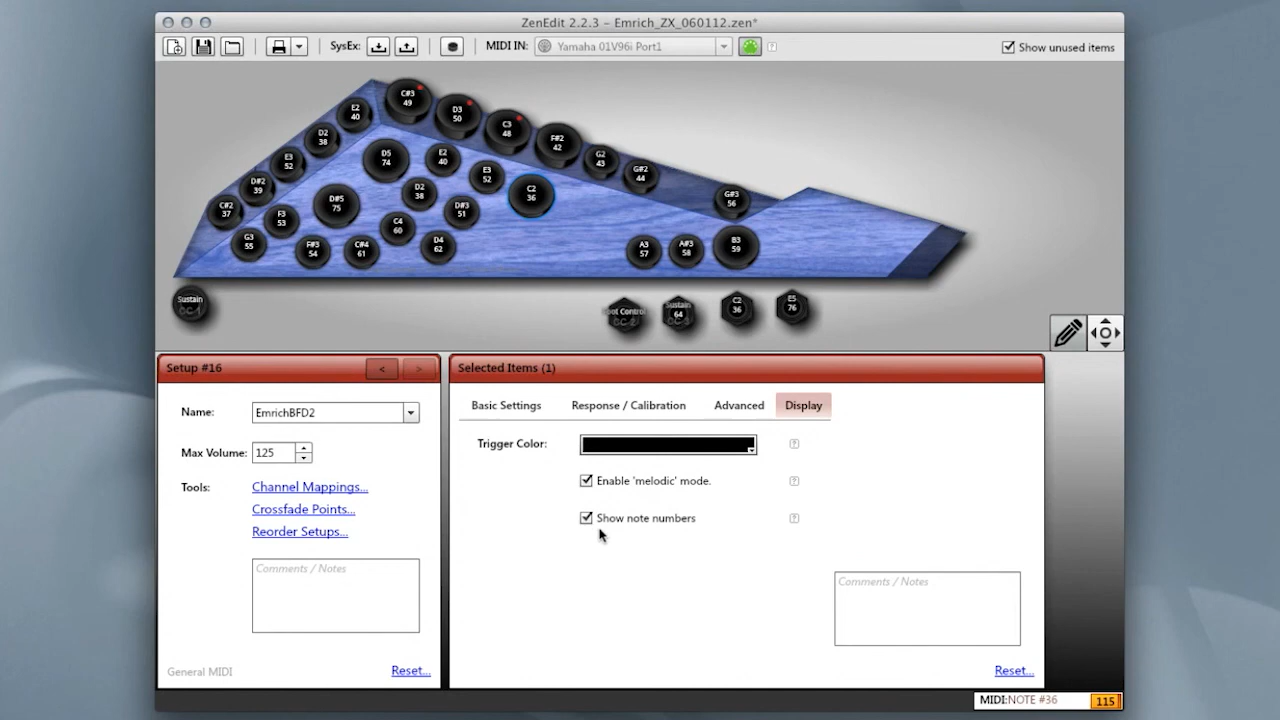 ZenEdit 2.2.3 – Emrich_ZX_060112.zen*
SysEx: MIDI IN: Yamaha 01V96i Port1 ? Show unused items
C#3
49
E2
40
D3
50
C3
48
D2
38
F#2
42
D5
74
E2
40
G2
43
E3
52
E3
52
G#2
44
D#2
39
D2
38
C2
36
G#3
56
D#5
75
C#2
37
D#3
51
F3
53
C4
60
G3
55
F#3
54
C#4
61
D4
62
A3
57
A#3
58
B3
59
Sustain
CC 1
CC 2
Sustain
64
C2
36
E5
76
Setup #16 < >
Name: EmrichBFD2
Max Volume: 125
Tools: Channel Mappings...
Crossfade Points...
Reorder Setups...
Comments / Notes
General MIDI Reset...
Selected Items (1)
Basic Settings Response / Calibration Advanced Display
Trigger Color: ?
Enable 'melodic' mode. ?
Show note numbers ?
Comments / Notes
Reset...
MIDI:NOTE #36 115